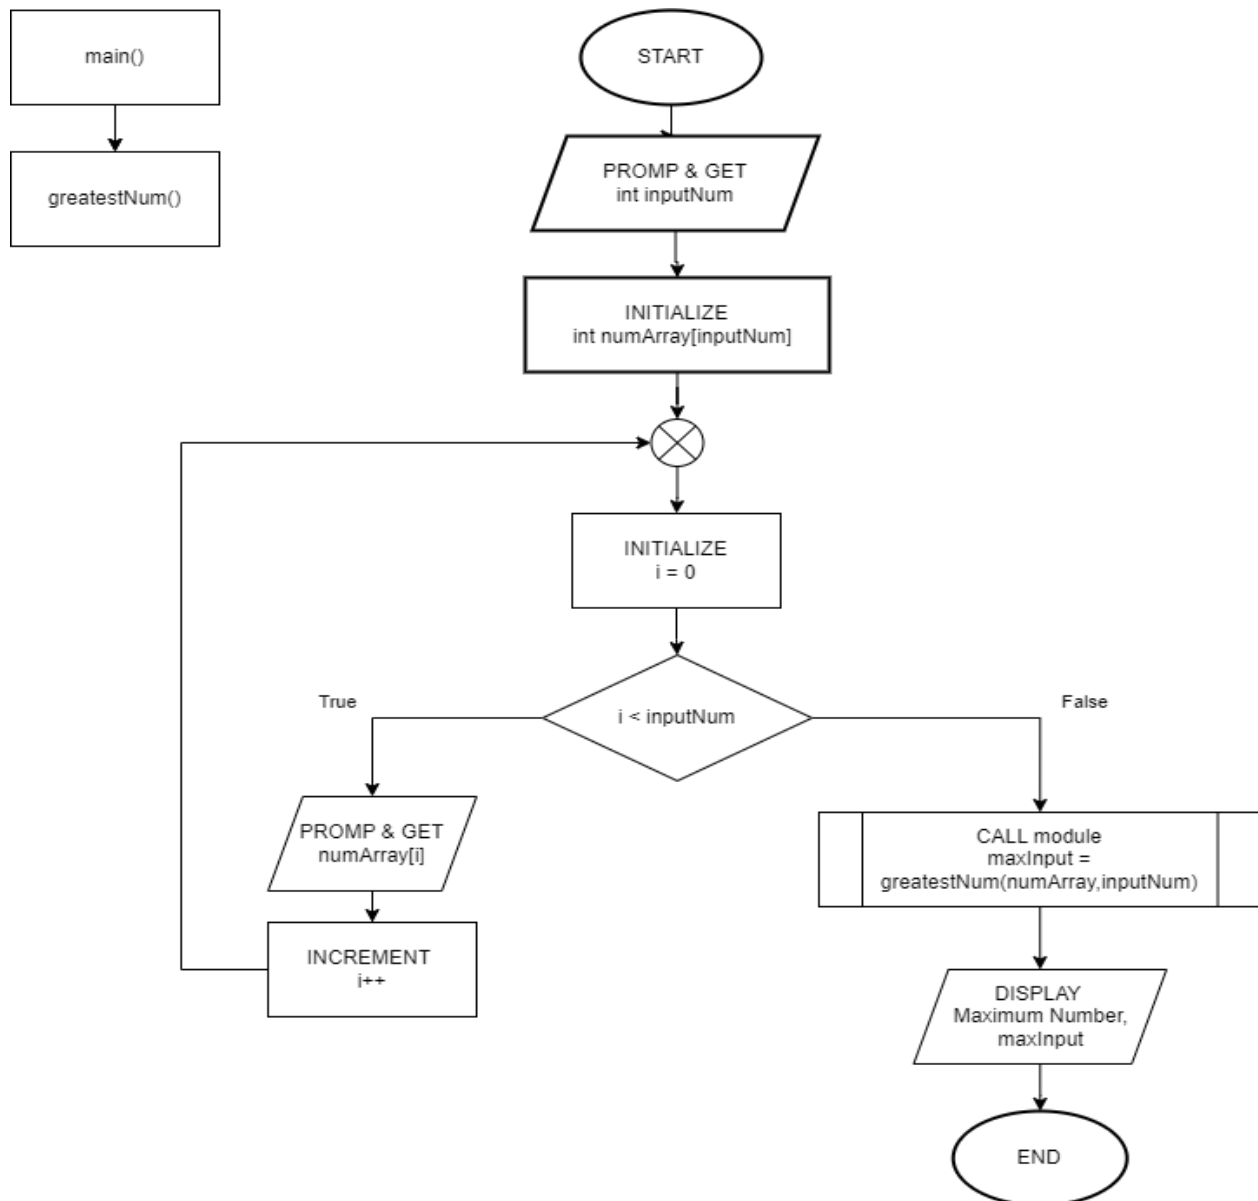 main()
greatestNum()
START
PROMP & GET
int inputNum
INITIALIZE
int numArray[inputNum]
INITIALIZE
i = 0
i < inputNum
True
False
PROMP & GET
numArray[i]
INCREMENT
i++
CALL module
maxInput =
greatestNum(numArray,inputNum)
DISPLAY
Maximum Number,
maxInput
END